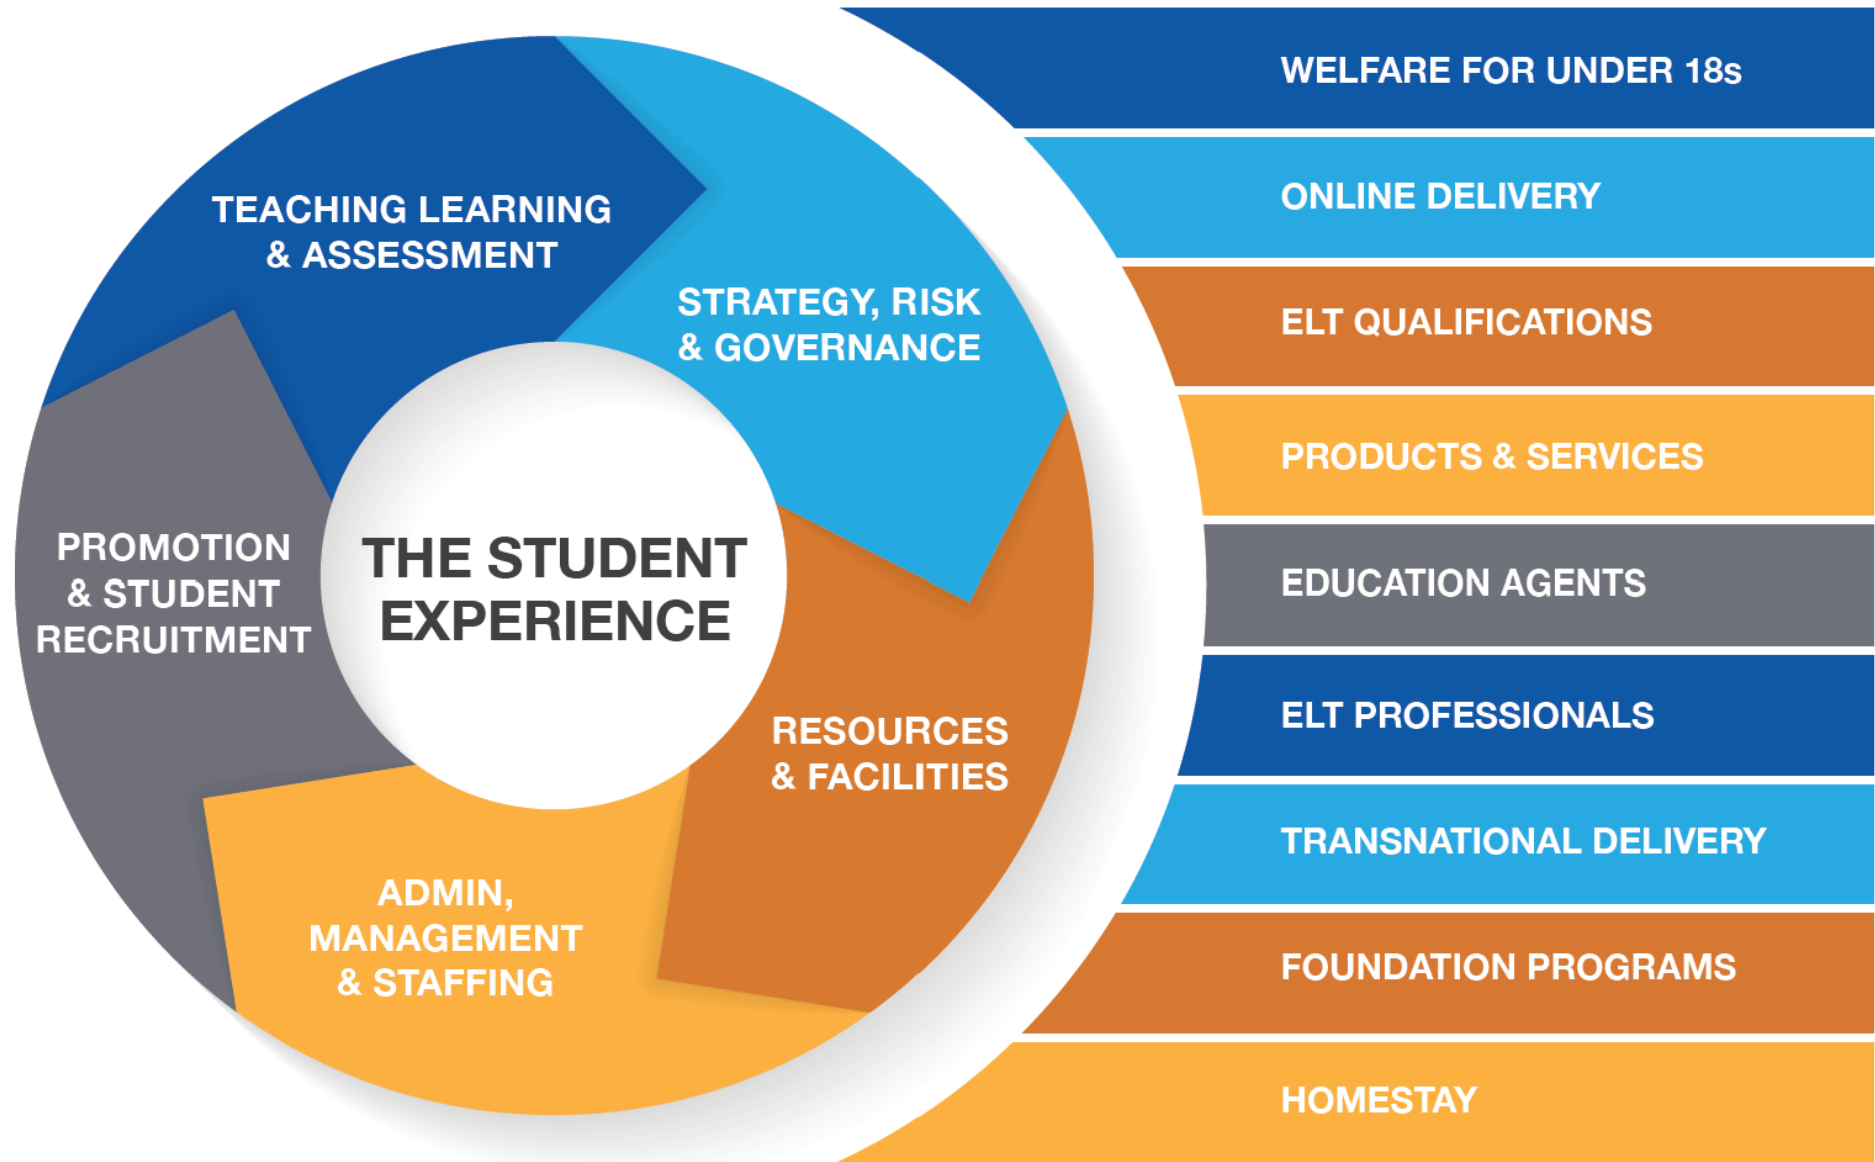 TEACHING LEARNING
& ASSESSMENT
STRATEGY, RISK
& GOVERNANCE
RESOURCES
& FACILITIES
ADMIN,
MANAGEMENT
& STAFFING
PROMOTION
& STUDENT
RECRUITMENT
THE STUDENT
EXPERIENCE
WELFARE FOR UNDER 18s
ONLINE DELIVERY
ELT QUALIFICATIONS
PRODUCTS & SERVICES
EDUCATION AGENTS
ELT PROFESSIONALS
TRANSNATIONAL DELIVERY
FOUNDATION PROGRAMS
HOMESTAY